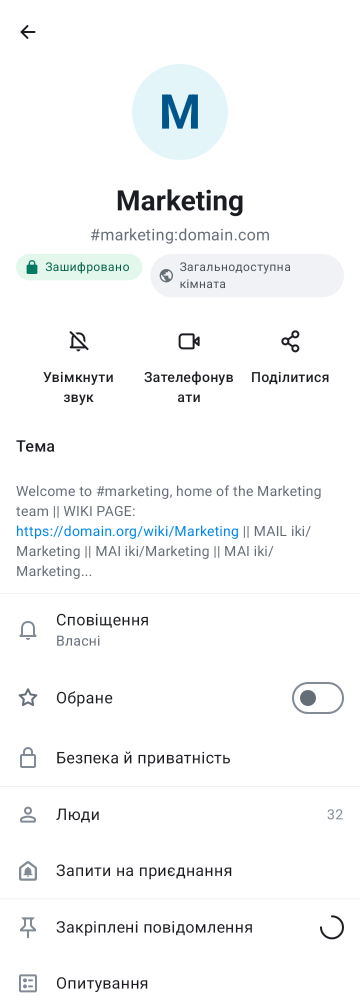 M
Marketing
#marketing:domain.com
Зашифровано
Загальнодоступна
кімната
Увімкнути
звук
Зателефонув
ати
Поділитися
Тема
Welcome to #marketing, home of the Marketing
team || WIKI PAGE:
https://domain.org/wiki/Marketing || MAIL iki/
Marketing || MAI iki/Marketing || MAI iki/
Marketing...
Сповіщення
Власні
Обране
Безпека й приватність
Люди
32
Запити на приєднання
Закріплені повідомлення
Опитування